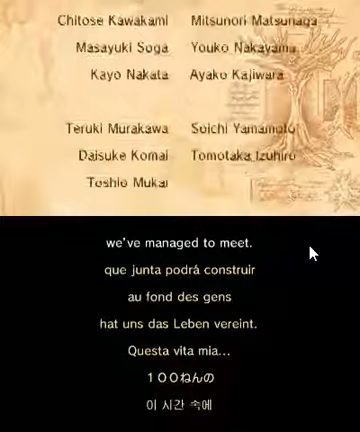 Chitose Kawakami Mitsunori Matsunaga
Masayuki Soga Youko Nakayama
Kayo Nakata Ayako Kajiwara
Teruki Murakawa Soichi Yamamoto
Daisuke Komai Tomotaka Izuhiro
Toshio Mukai
we've managed to meet.
que junta podrá construir
au fond des gens
hat uns das Leben vereint.
Questa vita mia...
１００ねんの
이 시간 속에